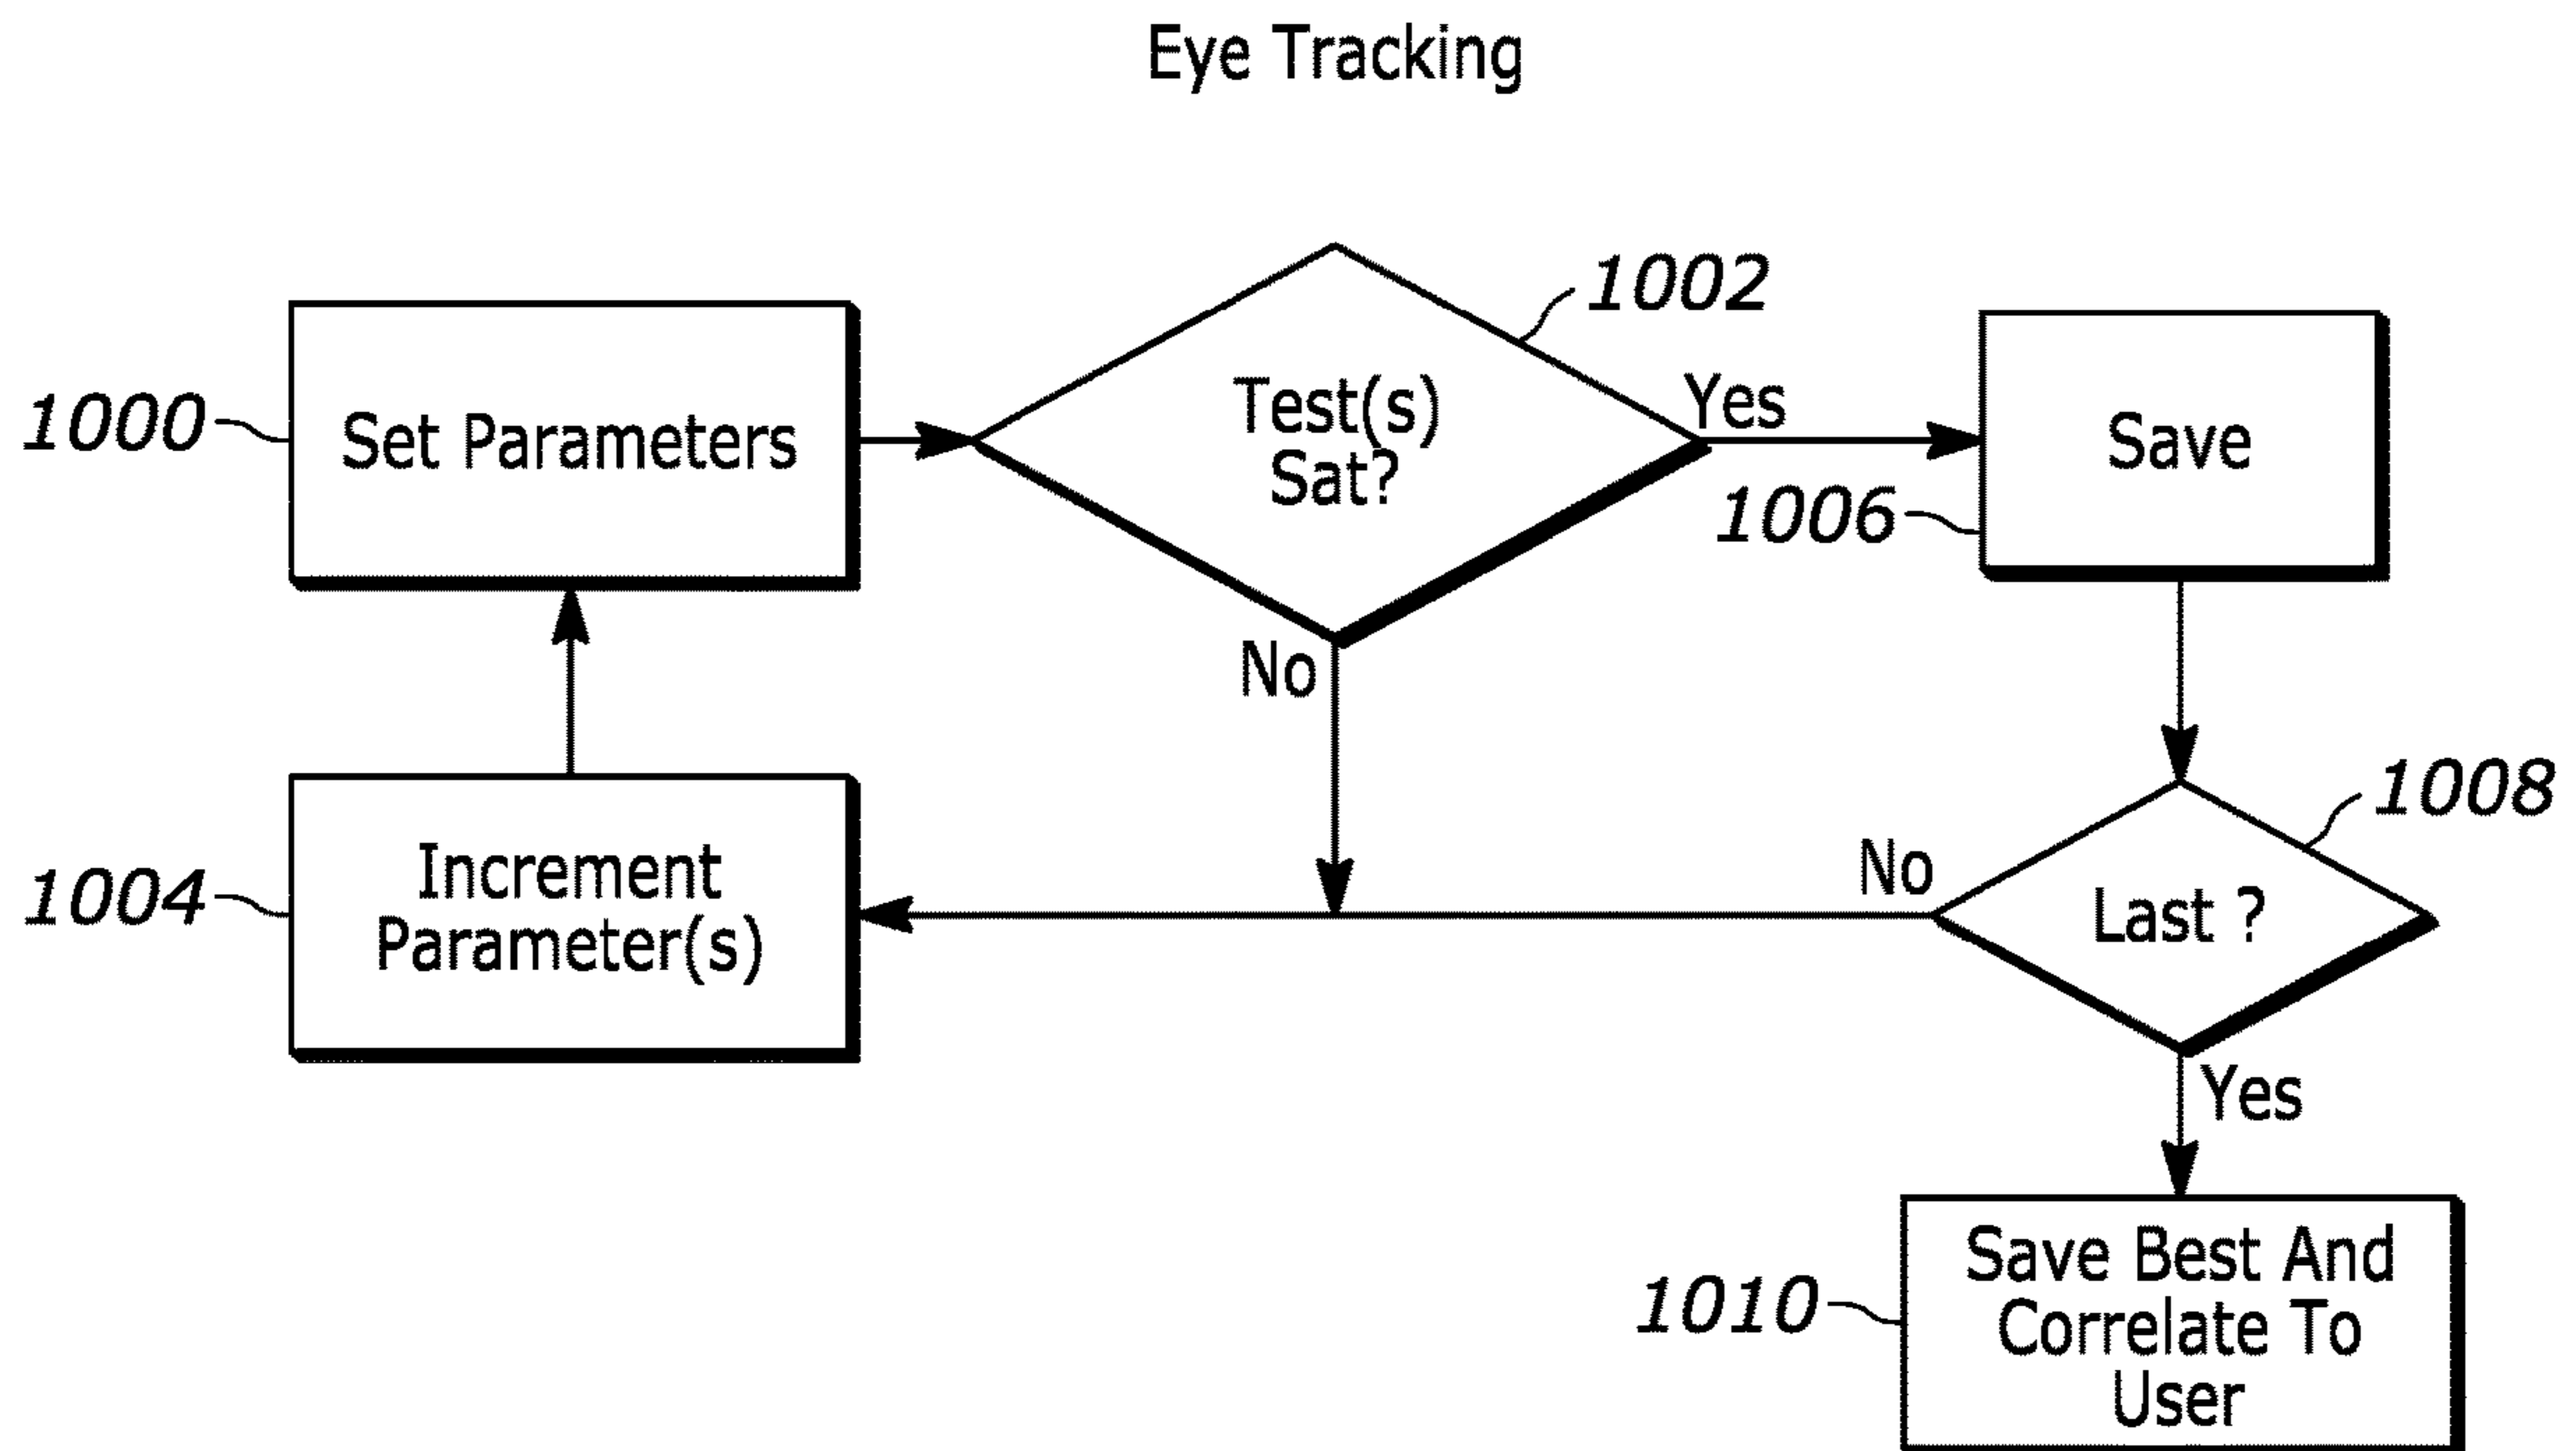 Eye Tracking
1002
1000
Set Parameters
Test(s)
Sat?
Yes
Save
1006
No
1008
1004
Increment
Parameter(s)
No
Last ?
Yes
1010
Save Best And
Correlate To
User